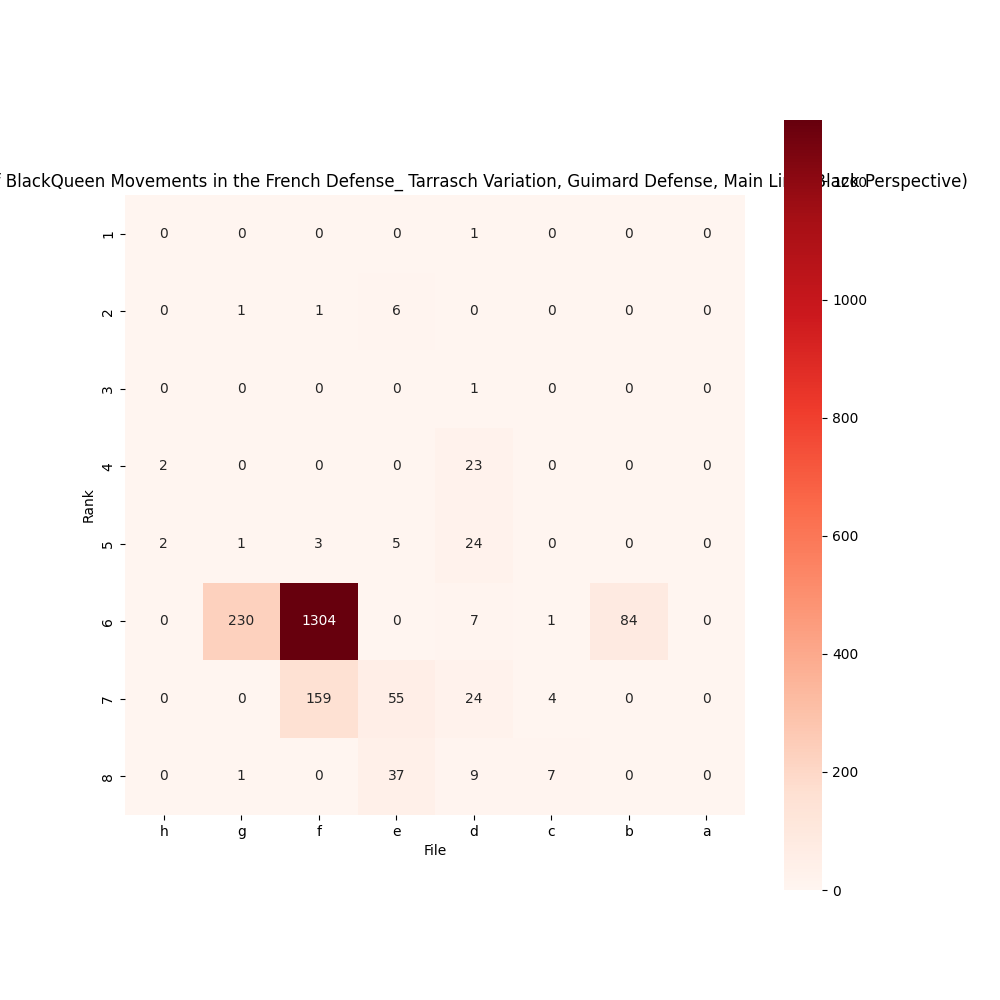 BlackQueen Movements in the French Defense_ Tarrasch Variation, Guimard Defense, Main Perspective)
1 0 0 0 0 1 0 0 0
2 0 1 1 6 0 0 0 0
3 0 0 0 0 1 0 0 0
4 2 0 0 0 23 0 0 0
5 2 1 3 5 24 0 0 0
6 0 230 1304 0 7 1 84 0
7 0 0 159 55 24 4 0 0
8 0 1 0 37 9 7 0 0
h g f e d c b a
File
Rank
1000
800
600
400
200
0